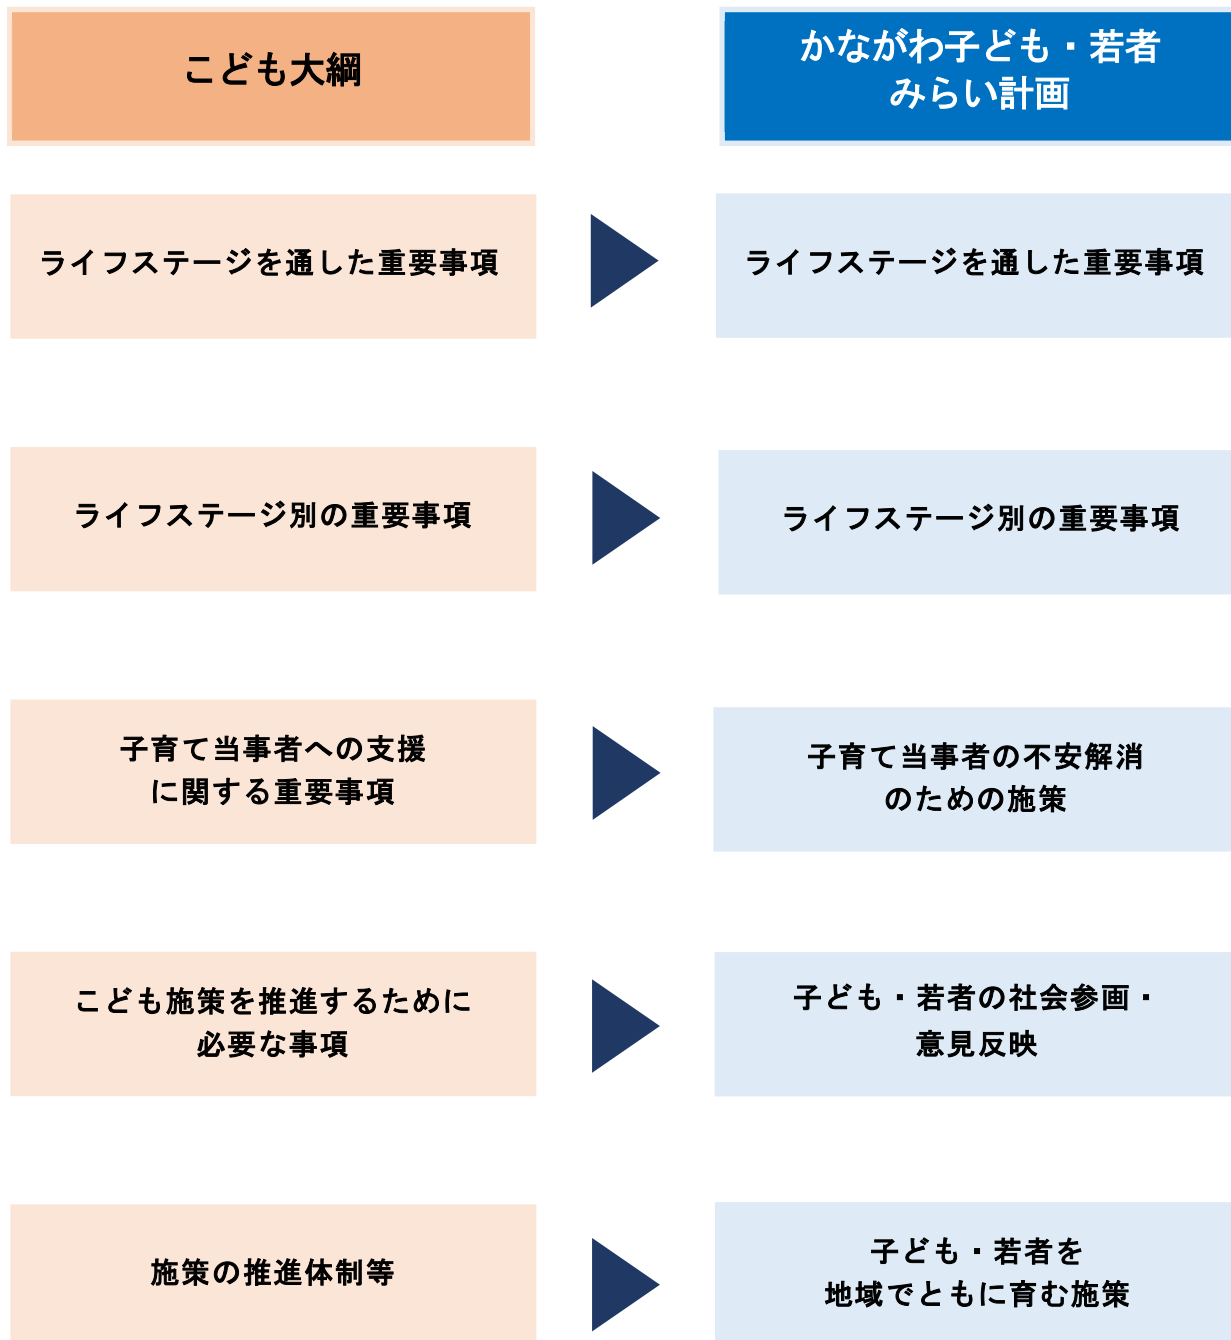 こども大綱
かながわ子ども・若者
みらい計画
ライフステージを通した重要事項
ライフステージを通した重要事項
ライフステージ別の重要事項
ライフステージ別の重要事項
子育て当事者への支援
に関する重要事項
子育て当事者の不安解消
のための施策
こども施策を推進するために
必要な事項
子ども・若者の社会参画・
意見反映
施策の推進体制等
子ども・若者を
地域でともに育む施策